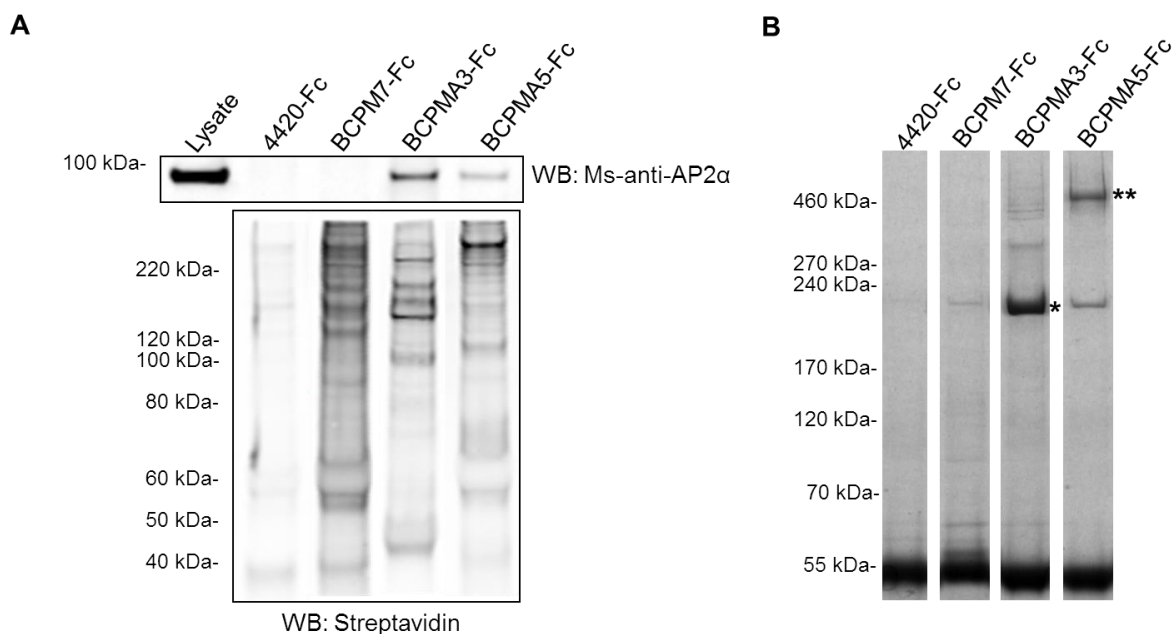 A
Lysate
4420-Fc
BCPM7-Fc
BCPMA3-Fc
BCPMA5-Fc
100 kDa-
WB: Ms-anti-AP2α
220 kDa-
120 kDa-
100 kDa-
80 kDa-
60 kDa-
50 kDa-
40 kDa-
WB: Streptavidin
B
4420-Fc
BCPM7-Fc
BCPMA3-Fc
BCPMA5-Fc
460 kDa-
**
270 kDa-
240 kDa-
*
170 kDa-
120 kDa-
70 kDa-
55 kDa-